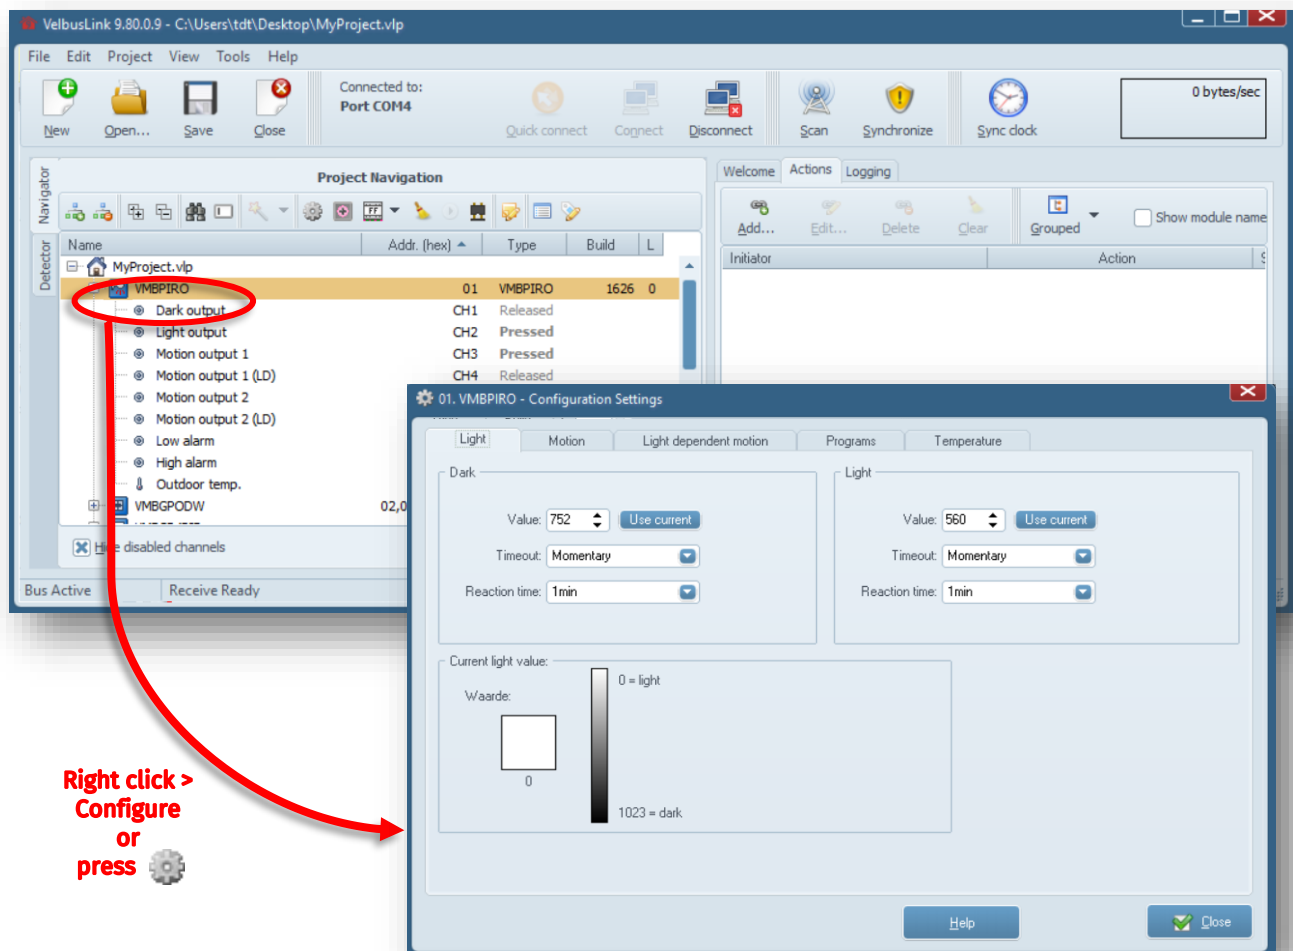 VelbusLink 9.80.0.9 - C:\Users\tdt\Desktop\MyProject.vlp
File Edit Project View Tools Help
Connected to:
Port COM4
0 bytes/sec
New Open... Save Close Quick connect Connect Disconnect Scan Synchronize Sync clock
Navigator
Detector
Project Navigation
Welcome Actions Logging
Add... Edit... Delete Clear Grouped Show module name
Name Addr. (hex) Type Build L
Initiator Action
MyProject.vlp
VMBPIRO 01 VMBPIRO 1626 0
Dark output CH1 Released
Light output CH2 Pressed
Motion output 1 CH3 Pressed
Motion output 1 (LD) CH4 Released
Motion output 2
Motion output 2 (LD)
Low alarm
High alarm
Outdoor temp.
VMBGPODW 02,0
Hide disabled channels
Bus Active Receive Ready
01. VMBPIRO - Configuration Settings
Light Motion Light dependent motion Programs Temperature
Dark
Value: 752 Use current
Timeout: Momentary
Reaction time: 1min
Light
Value: 560 Use current
Timeout: Momentary
Reaction time: 1min
Current light value:
Waarde:
0
0 = light
1023 = dark
Help Close
Right click >
Configure
or
press